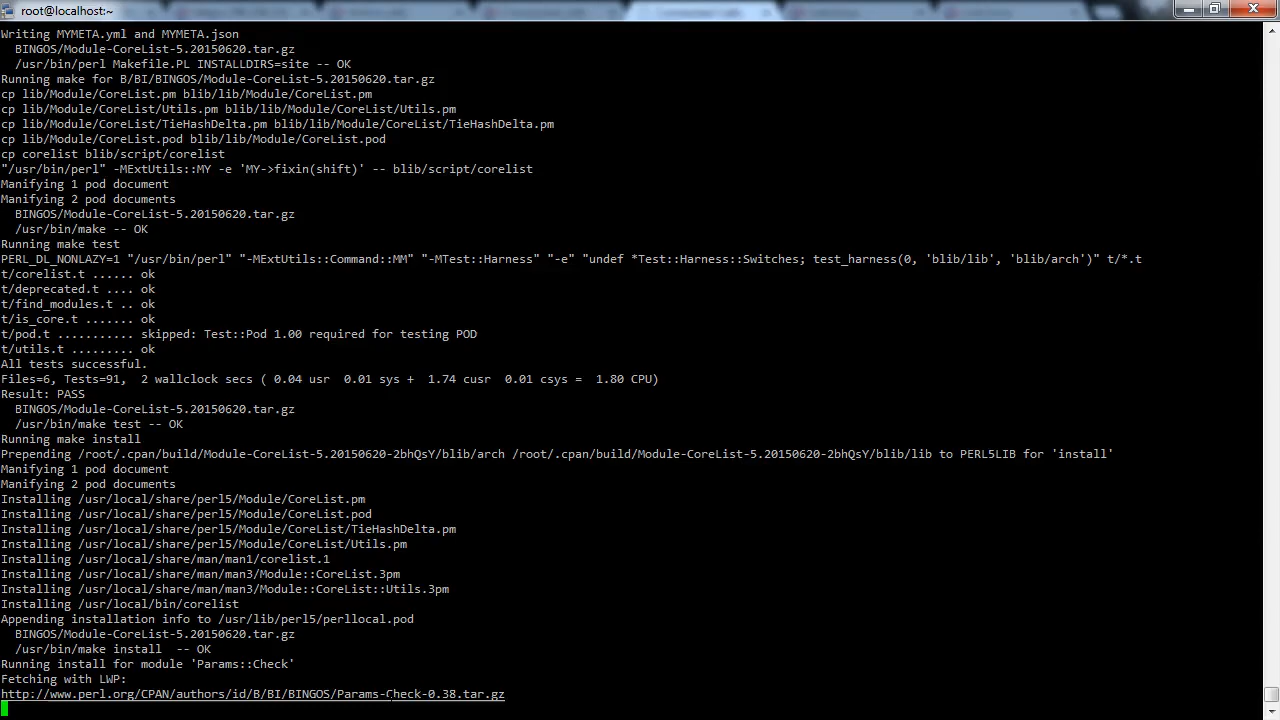 root@localhost:~
Writing MYMETA.yml and MYMETA.json
  BINGOS/Module-CoreList-5.20150620.tar.gz
  /usr/bin/perl Makefile.PL INSTALLDIRS=site -- OK
Running make for B/BI/BINGOS/Module-CoreList-5.20150620.tar.gz
cp lib/Module/CoreList.pm blib/lib/Module/CoreList.pm
cp lib/Module/CoreList/Utils.pm blib/lib/Module/CoreList/Utils.pm
cp lib/Module/CoreList/TieHashDelta.pm blib/lib/Module/CoreList/TieHashDelta.pm
cp lib/Module/CoreList.pod blib/lib/Module/CoreList.pod
cp corelist blib/script/corelist
"/usr/bin/perl" -MExtUtils::MY -e 'MY->fixin(shift)' -- blib/script/corelist
Manifying 1 pod document
Manifying 2 pod documents
  BINGOS/Module-CoreList-5.20150620.tar.gz
  /usr/bin/make -- OK
Running make test
PERL_DL_NONLAZY=1 "/usr/bin/perl" "-MExtUtils::Command::MM" "-MTest::Harness" "-e" "undef *Test::Harness::Switches; test_harness(0, 'blib/lib', 'blib/arch')" t/*.t
t/corelist.t ...... ok
t/deprecated.t .... ok
t/find_modules.t .. ok
t/is_core.t ....... ok
t/pod.t ........... skipped: Test::Pod 1.00 required for testing POD
t/utils.t ......... ok
All tests successful.
Files=6, Tests=91,  2 wallclock secs ( 0.04 usr  0.01 sys +  1.74 cusr  0.01 csys =  1.80 CPU)
Result: PASS
  BINGOS/Module-CoreList-5.20150620.tar.gz
  /usr/bin/make test -- OK
Running make install
Prepending /root/.cpan/build/Module-CoreList-5.20150620-2bhQsY/blib/arch /root/.cpan/build/Module-CoreList-5.20150620-2bhQsY/blib/lib to PERL5LIB for 'install'
Manifying 1 pod document
Manifying 2 pod documents
Installing /usr/local/share/perl5/Module/CoreList.pm
Installing /usr/local/share/perl5/Module/CoreList.pod
Installing /usr/local/share/perl5/Module/CoreList/TieHashDelta.pm
Installing /usr/local/share/perl5/Module/CoreList/Utils.pm
Installing /usr/local/share/man/man1/corelist.1
Installing /usr/local/share/man/man3/Module::CoreList.3pm
Installing /usr/local/share/man/man3/Module::CoreList::Utils.3pm
Installing /usr/local/bin/corelist
Appending installation info to /usr/lib/perl5/perllocal.pod
  BINGOS/Module-CoreList-5.20150620.tar.gz
  /usr/bin/make install  -- OK
Running install for module 'Params::Check'
Fetching with LWP:
http://www.perl.org/CPAN/authors/id/B/BI/BINGOS/Params-Check-0.38.tar.gz